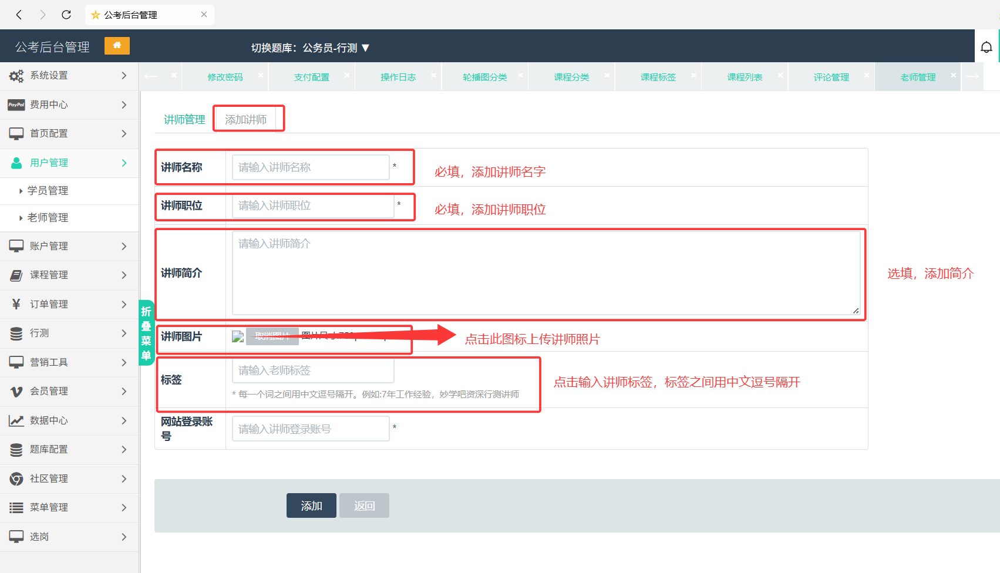 公考后台管理
公考后台管理
切换题库：公务员-行测 ▼
系统设置
修改密码
支付配置
操作日志
轮播图分类
课程分类
课程标签
课程列表
评论管理
老师管理
PayPal
费用中心
首页配置
用户管理
学员管理
老师管理
账户管理
课程管理
¥ 订单管理
行测
营销工具
会员管理
数据中心
题库配置
社区管理
菜单管理
选岗
折叠菜单
讲师管理
添加讲师
讲师名称
请输入讲师名称
*
必填，添加讲师名字
讲师职位
请输入讲师职位
*
必填，添加讲师职位
讲师简介
请输入讲师简介
选填，添加简介
讲师图片
取消图片
图片尺寸:750p
点击此图标上传讲师照片
标签
请输入老师标签
* 每一个词之间用中文逗号隔开。例如:7年工作经验，妙学吧资深行测讲师
点击输入讲师标签，标签之间用中文逗号隔开
网站登录账
号
请输入讲师登录账号
*
添加
返回